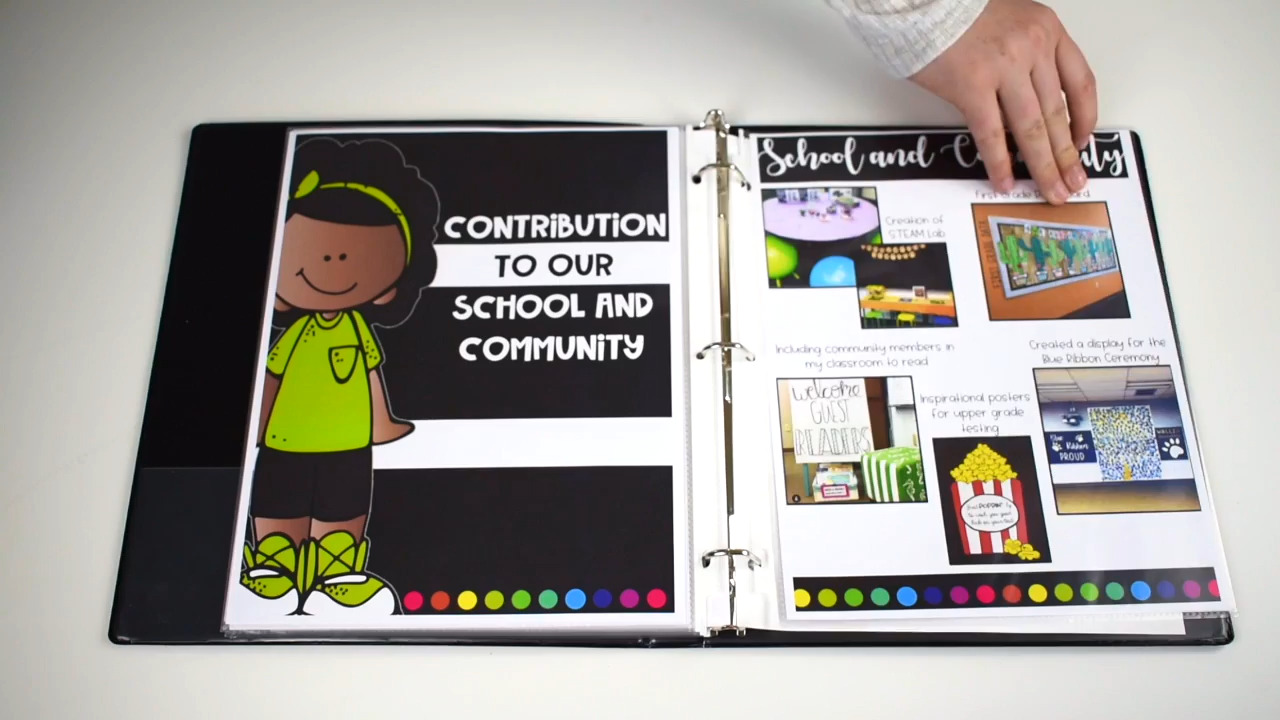 CONTRIBUTION
TO OUR
SCHOOL AND
COMMUNITY
School and
Creation of
STEAM Lab
Including community members in
my classroom to read
welcome
GUEST
READERS
Inspirational posters
for upper grade
testing
Created a display for the
Blue Ribbon Ceremony
Blue Ribbon
PROUD